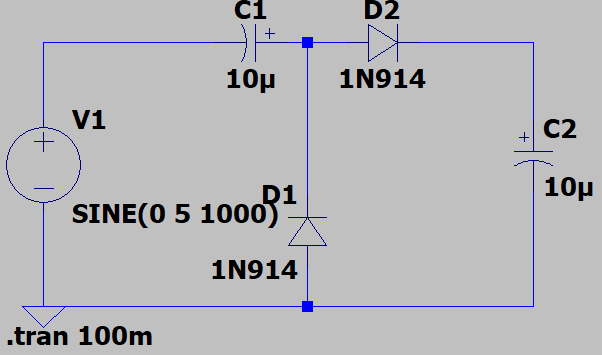 C1
D2
10µ
1N914
V1
C2
SINE(0 5 1000)
D1
10µ
1N914
.tran 100m